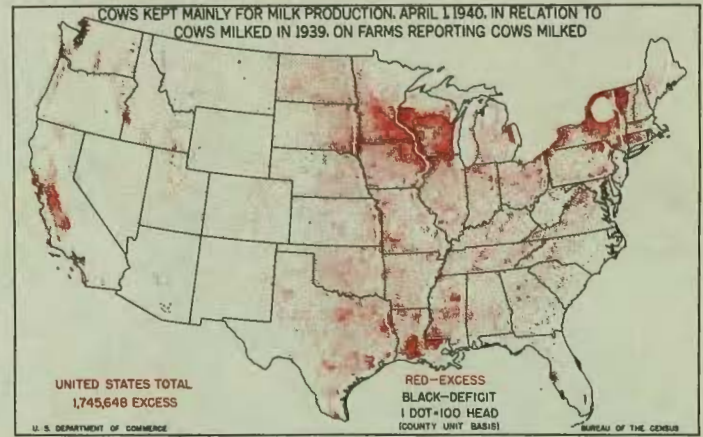 COWS KEPT MAINLY FOR MILK PRODUCTION, APRIL 1, 1940, IN RELATION TO
COWS MILKED IN 1939, ON FARMS REPORTING COWS MILKED
UNITED STATES TOTAL
1,745,648 EXCESS
RED—EXCESS
BLACK—DEFICIT
1 DOT=100 HEAD
(COUNTY UNIT BASIS)
U. S. DEPARTMENT OF COMMERCE
BUREAU OF THE CENSUS